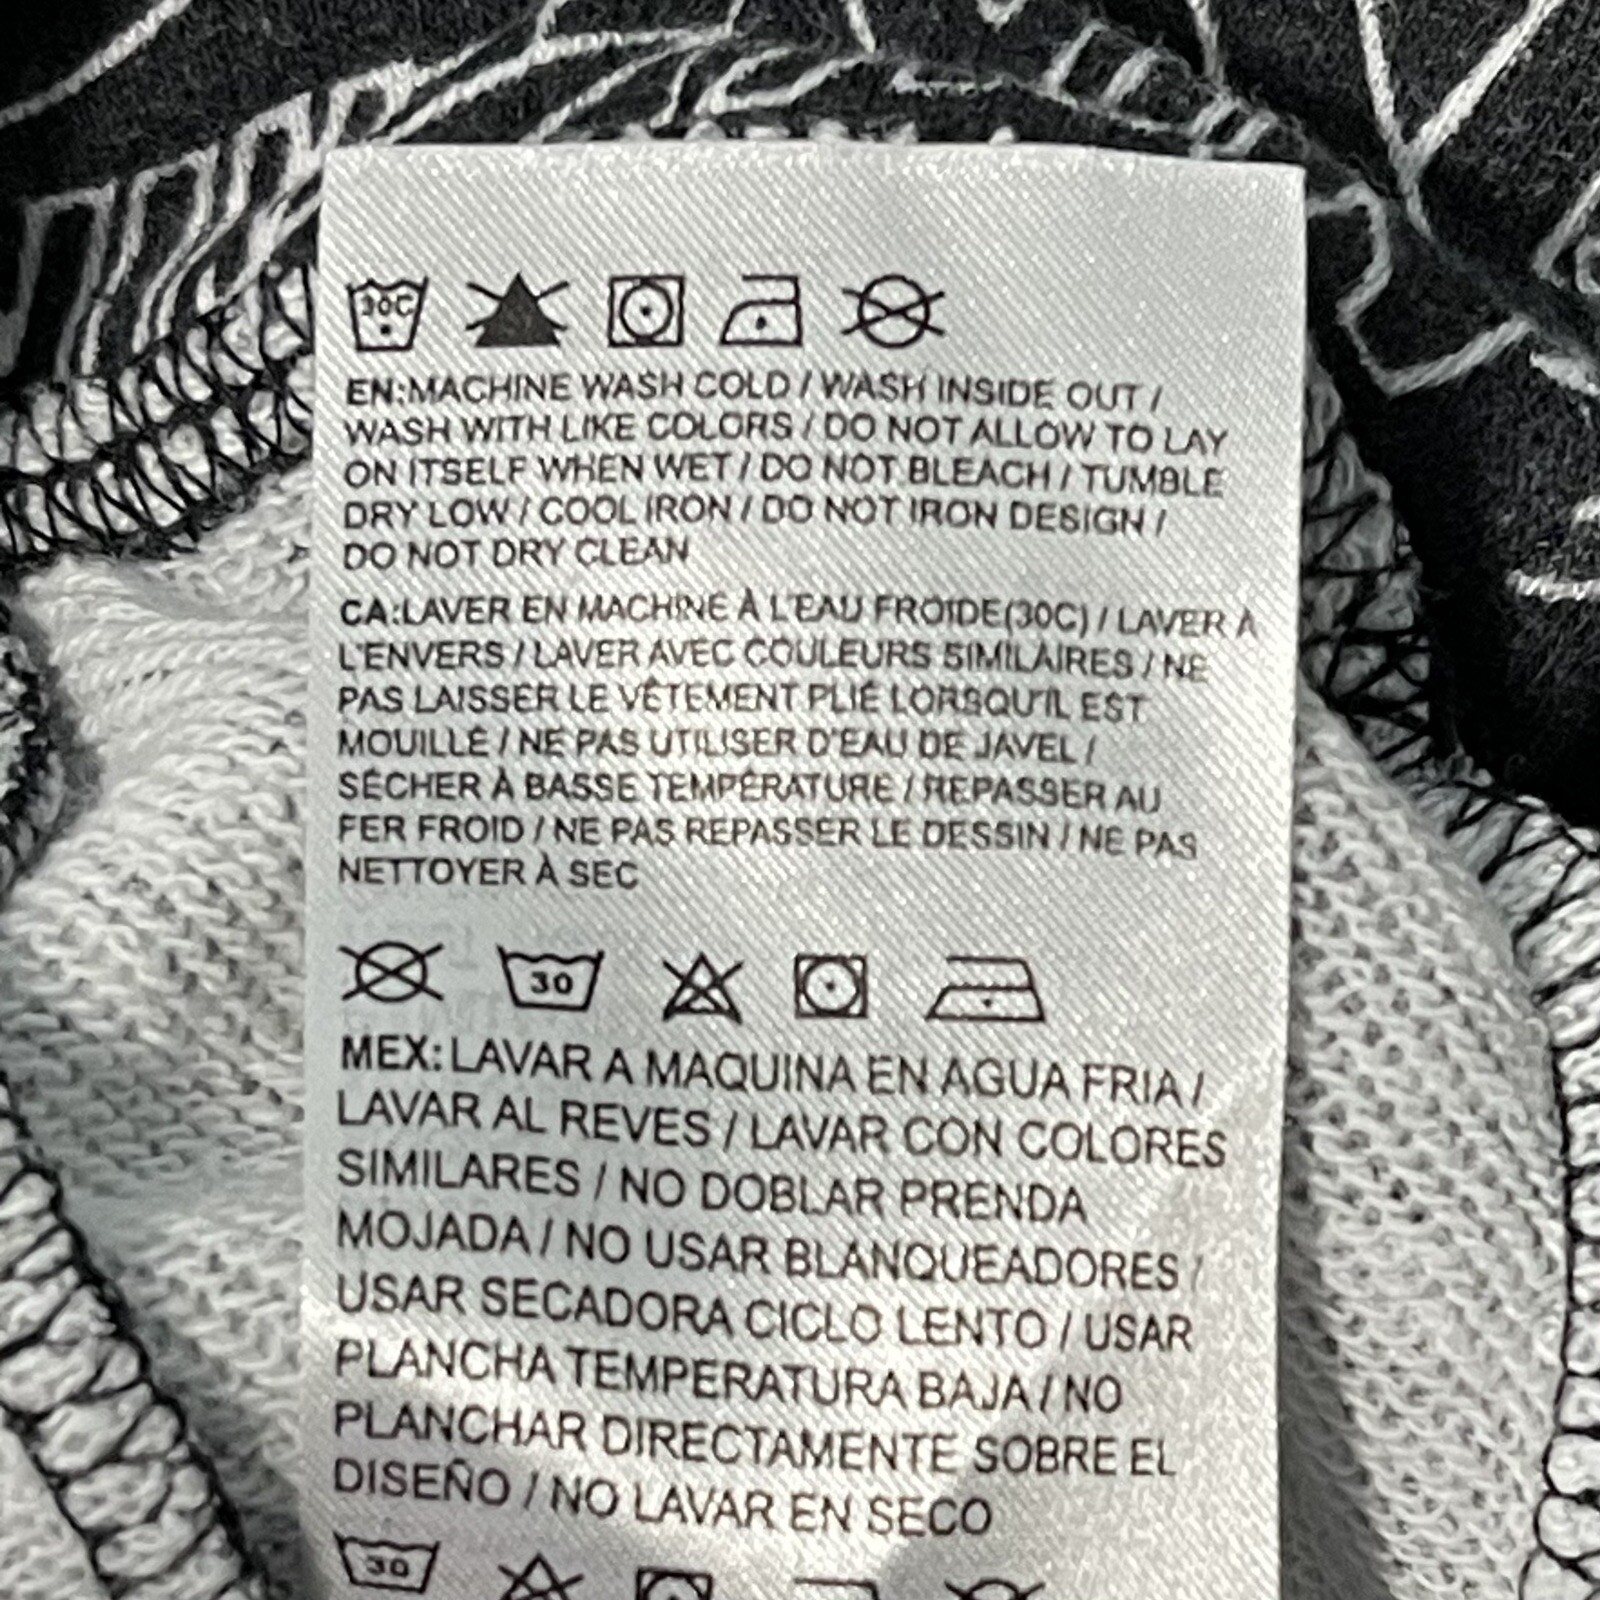 30C
EN:MACHINE WASH COLD / WASH INSIDE OUT /
WASH WITH LIKE COLORS / DO NOT ALLOW TO LAY
ON ITSELF WHEN WET / DO NOT BLEACH / TUMBLE
DRY LOW / COOL IRON / DO NOT IRON DESIGN /
DO NOT DRY CLEAN
CA:LAVER EN MACHINE À L'EAU FROIDE(30C) / LAVER À
L'ENVERS / LAVER AVEC COULEURS SIMILAIRES / NE
PAS LAISSER LE VÊTEMENT PLIÉ LORSQU'IL EST
MOUILLÉ / NE PAS UTILISER D'EAU DE JAVEL /
SÉCHER À BASSE TEMPÉRATURE / REPASSER AU
FER FROID / NE PAS REPASSER LE DESSIN / NE PAS
NETTOYER À SEC
30
MEX:LAVAR A MAQUINA EN AGUA FRIA /
LAVAR AL REVES / LAVAR CON COLORES
SIMILARES / NO DOBLAR PRENDA
MOJADA / NO USAR BLANQUEADORES /
USAR SECADORA CICLO LENTO / USAR
PLANCHA TEMPERATURA BAJA / NO
PLANCHAR DIRECTAMENTE SOBRE EL
DISEÑO / NO LAVAR EN SECO
30